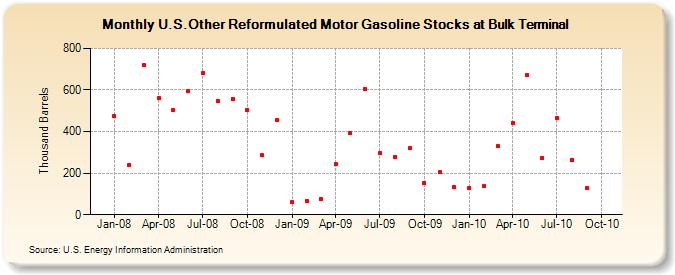 Monthly U.S. Other Reformulated Motor Gasoline Stocks at Bulk Terminal
Thousand Barrels
800
600
400
200
0
Jan-08 Apr-08 Jul-08 Oct-08 Jan-09 Apr-09 Jul-09 Oct-09 Jan-10 Apr-10 Jul-10 Oct-10
Source: U.S. Energy Information Administration